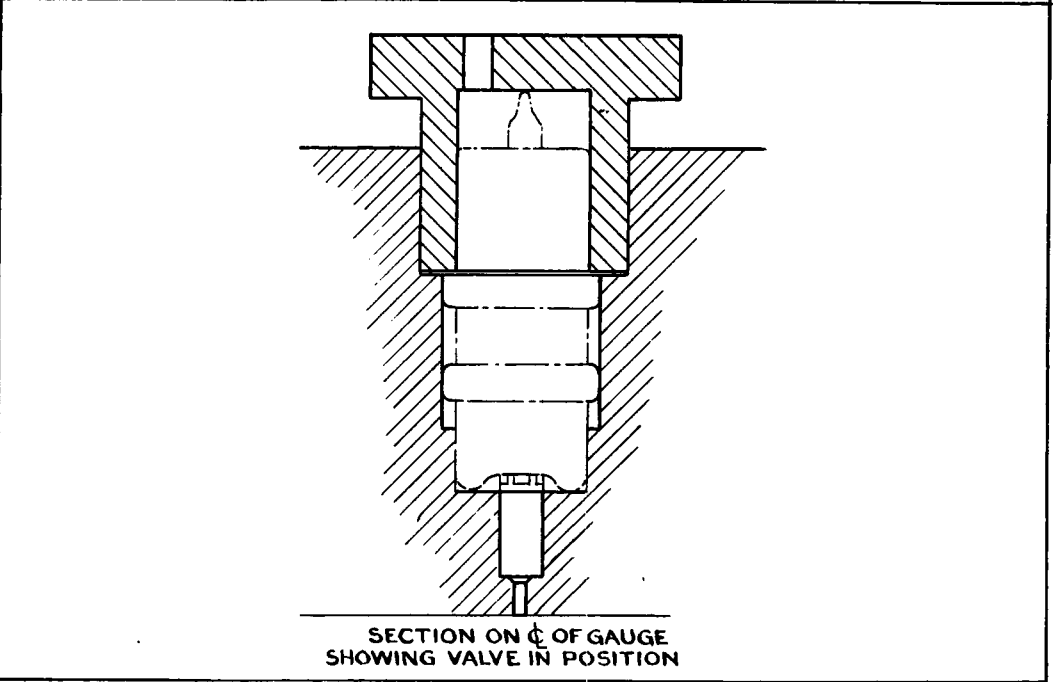 SECTION ON ℄ OF GAUGE
SHOWING VALVE IN POSITION